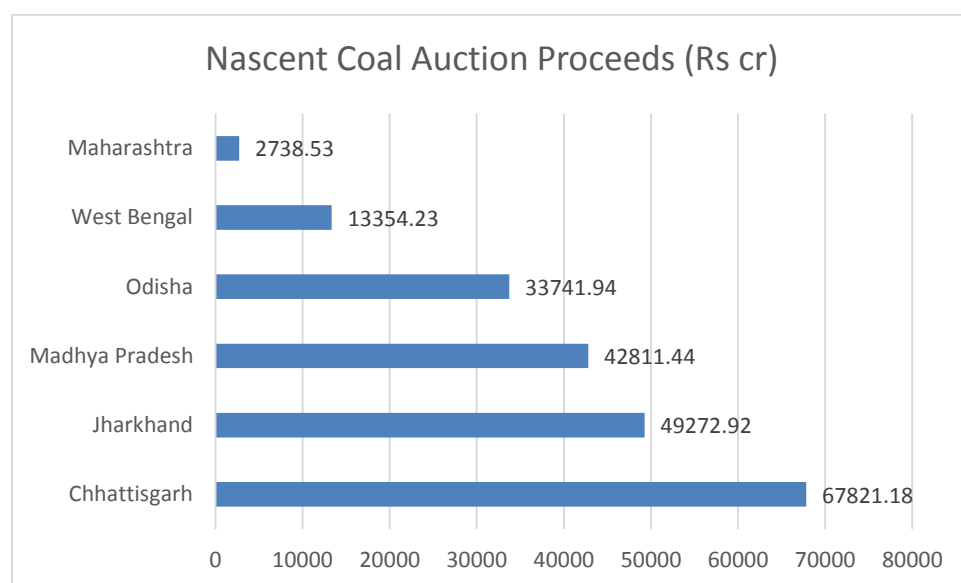 Nascent Coal Auction Proceeds (Rs cr)
Maharashtra 2738.53
West Bengal 13354.23
Odisha 33741.94
Madhya Pradesh 42811.44
Jharkhand 49272.92
Chhattisgarh 67821.18
0 10000 20000 30000 40000 50000 60000 70000 80000